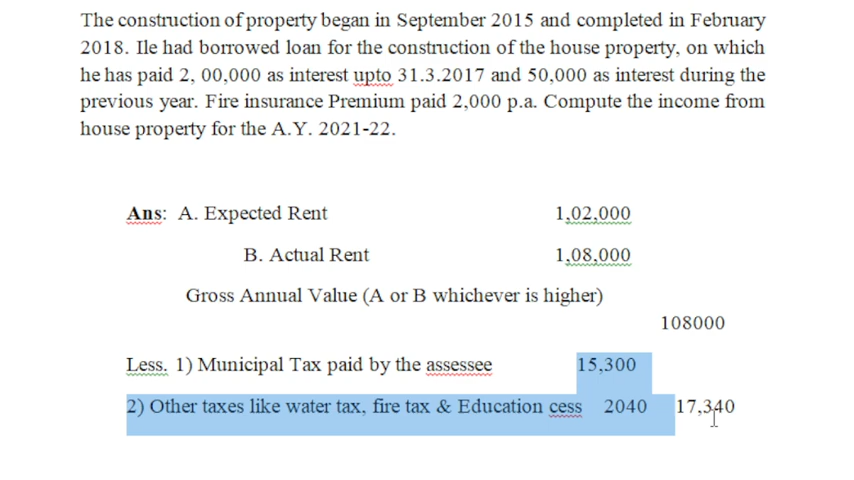 The construction of property began in September 2015 and completed in February
2018. Ile had borrowed loan for the construction of the house property, on which
he has paid 2, 00,000 as interest upto 31.3.2017 and 50,000 as interest during the
previous year. Fire insurance Premium paid 2,000 p.a. Compute the income from
house property for the A.Y. 2021-22.
Ans: A. Expected Rent 1,02,000
B. Actual Rent 1,08,000
Gross Annual Value (A or B whichever is higher)
108000
Less. 1) Municipal Tax paid by the assessee 15,300
2) Other taxes like water tax, fire tax & Education cess 2040 17,340